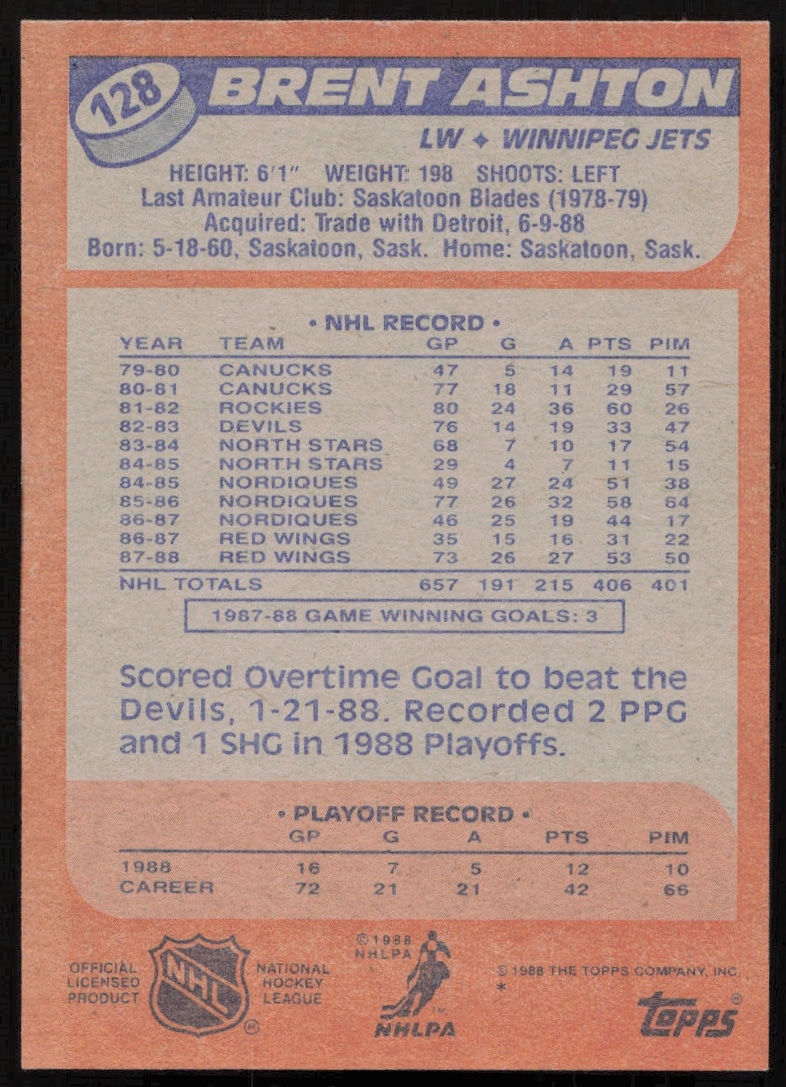 128
BRENT ASHTON
LW ✦ WINNIPEG JETS
HEIGHT: 6'1" WEIGHT: 198 SHOOTS: LEFT
Last Amateur Club: Saskatoon Blades (1978-79)
Acquired: Trade with Detroit, 6-9-88
Born: 5-18-60, Saskatoon, Sask. Home: Saskatoon, Sask.
• NHL RECORD •
YEAR TEAM GP G A PTS PIM
79-80 CANUCKS 47 5 14 19 11
80-81 CANUCKS 77 18 11 29 57
81-82 ROCKIES 80 24 36 60 26
82-83 DEVILS 76 14 19 33 47
83-84 NORTH STARS 68 7 10 17 54
84-85 NORTH STARS 29 4 7 11 15
84-85 NORDIQUES 49 27 24 51 38
85-86 NORDIQUES 77 26 32 58 64
86-87 NORDIQUES 46 25 19 44 17
86-87 RED WINGS 35 15 16 31 22
87-88 RED WINGS 73 26 27 53 50
NHL TOTALS 657 191 215 406 401
1987-88 GAME WINNING GOALS: 3
Scored Overtime Goal to beat the
Devils, 1-21-88. Recorded 2 PPG
and 1 SHG in 1988 Playoffs.
• PLAYOFF RECORD •
GP G A PTS PIM
1988 16 7 5 12 10
CAREER 72 21 21 42 66
OFFICIAL
LICENSED
PRODUCT
NHL
®
NATIONAL
HOCKEY
LEAGUE
© 1988
NHLPA
TM
NHLPA
© 1988 THE TOPPS COMPANY, INC.
*
topps®